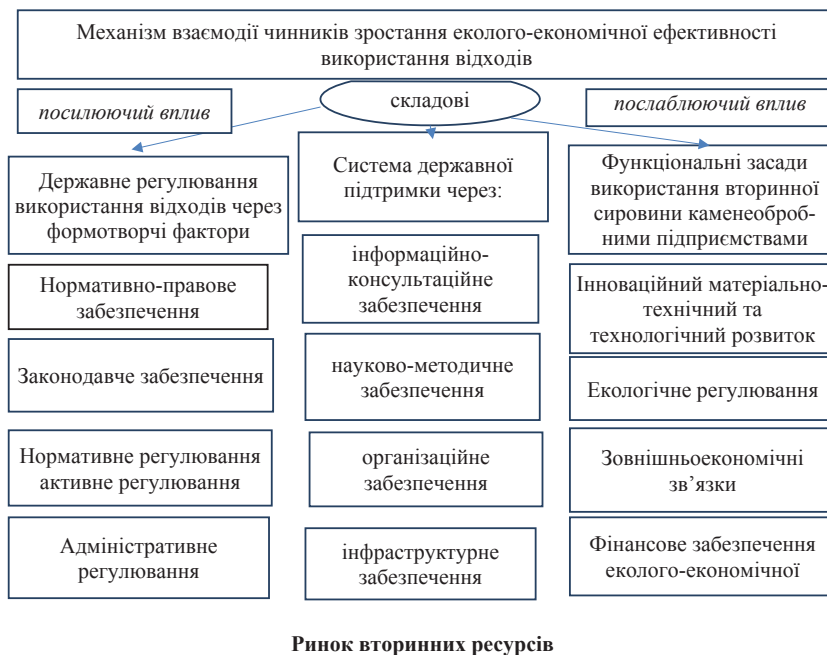 Механізм взаємодії чинників зростання еколого-економічної ефективності
використання відходів
посилюючий вплив
складові
послаблюючий вплив
Державне регулювання
використання відходів через
формотворчі фактори
Нормативно-правове
забезпечення
Законодавче забезпечення
Нормативне регулювання
активне регулювання
Адміністративне
регулювання
Система державної
підтримки через:
інформаційно-
консультаційне
забезпечення
науково-методичне
забезпечення
організаційне
забезпечення
інфраструктурне
забезпечення
Функціональні засади
використання вторинної
сировини каменеоброб-
ними підприємствами
Інноваційний матеріально-
технічний та
технологічний розвиток
Екологічне регулювання
Зовнішньоекономічні
зв’язки
Фінансове забезпечення
еколого-економічної
Ринок вторинних ресурсів